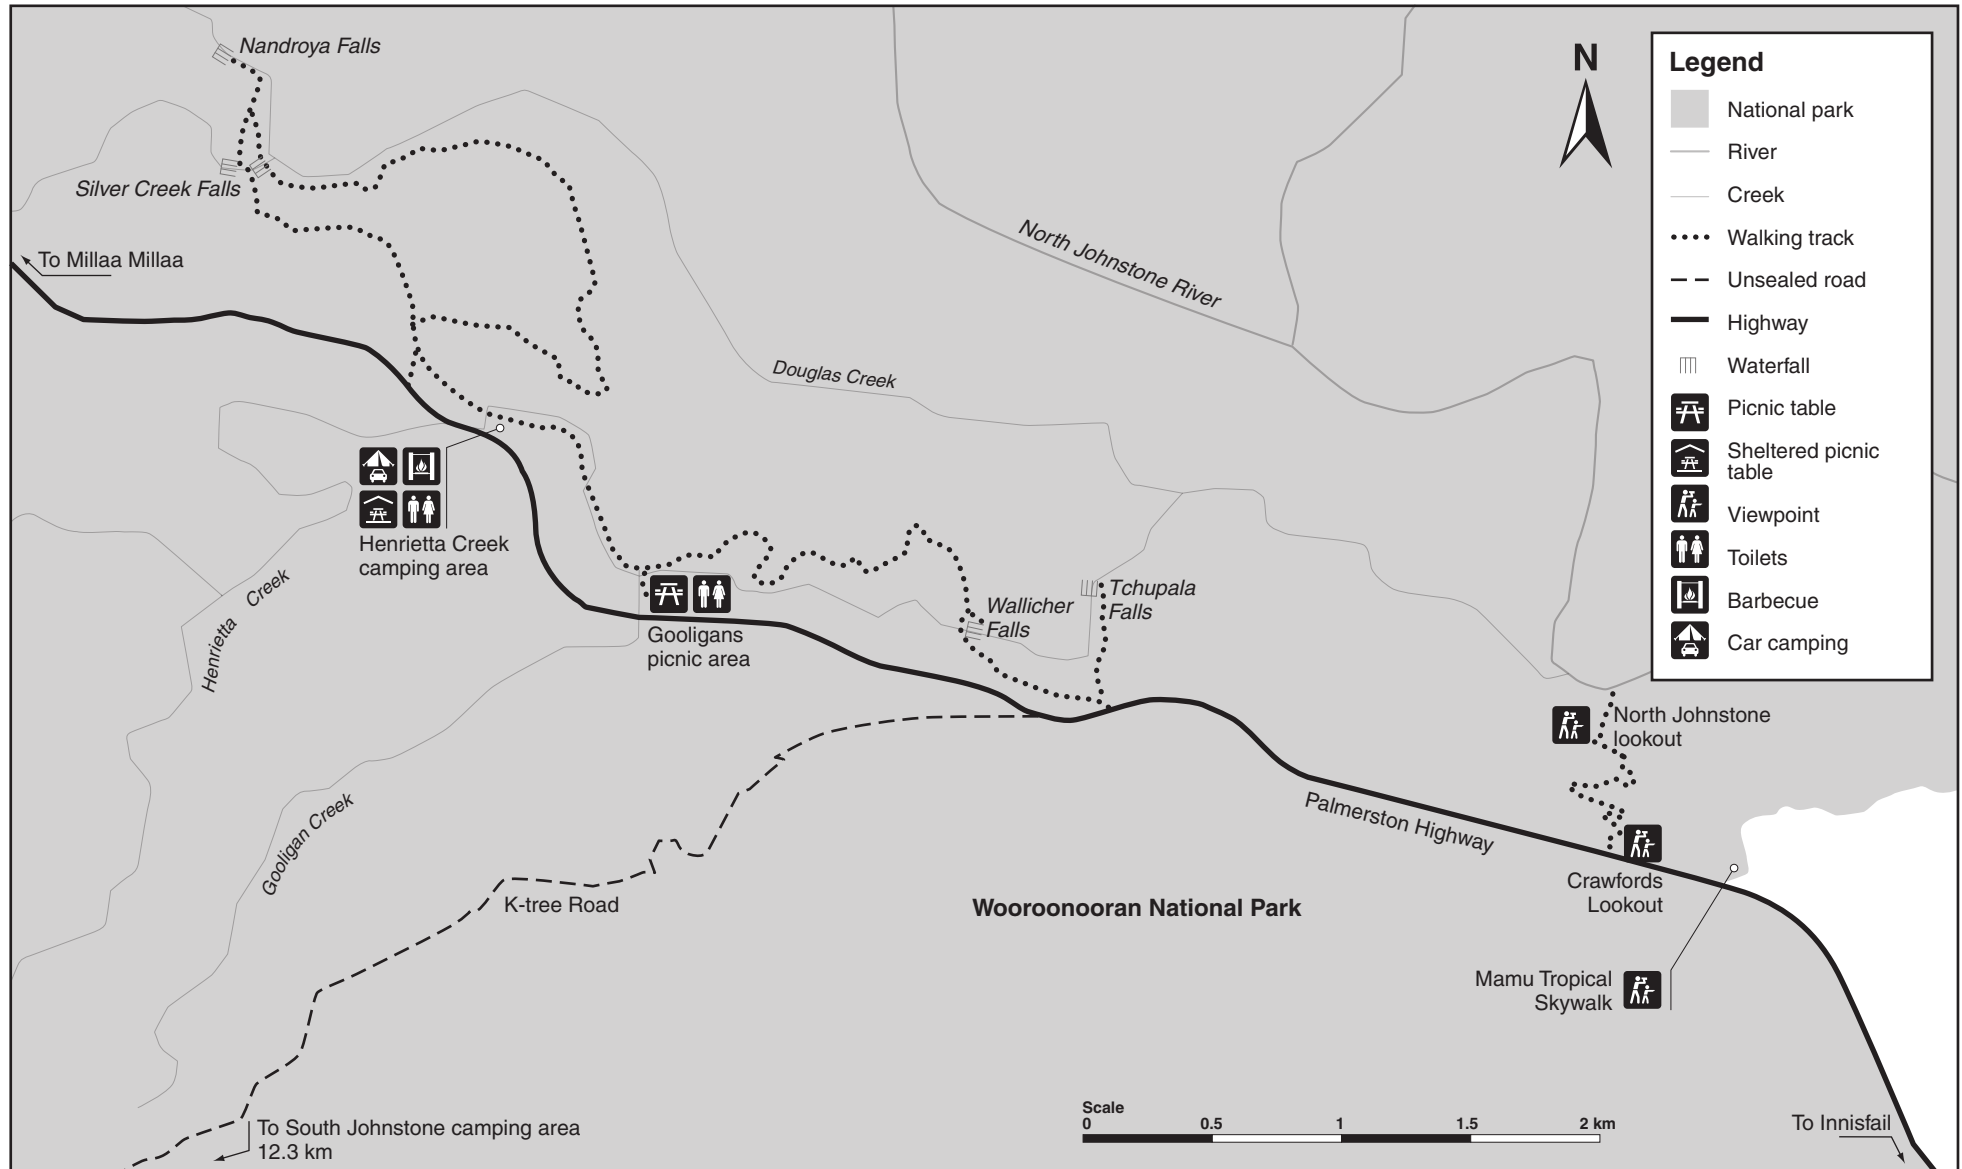 Nandroya Falls
Silver Creek Falls
To Millaa Millaa
North Johnstone River
Douglas Creek
Henrietta Creek
camping area
Henrietta Creek
Gooligans
picnic area
Wallicher
Falls
Tchupala
Falls
Gooligan Creek
K-tree Road
Palmerston Highway
North Johnstone
lookout
Crawfords
Lookout
Wooroonooran National Park
Mamu Tropical
Skywalk
To South Johnstone camping area
12.3 km
Scale
0 0.5 1 1.5 2 km
To Innisfail
N
Legend
National park
River
Creek
Walking track
Unsealed road
Highway
Waterfall
Picnic table
Sheltered picnic
table
Viewpoint
Toilets
Barbecue
Car camping